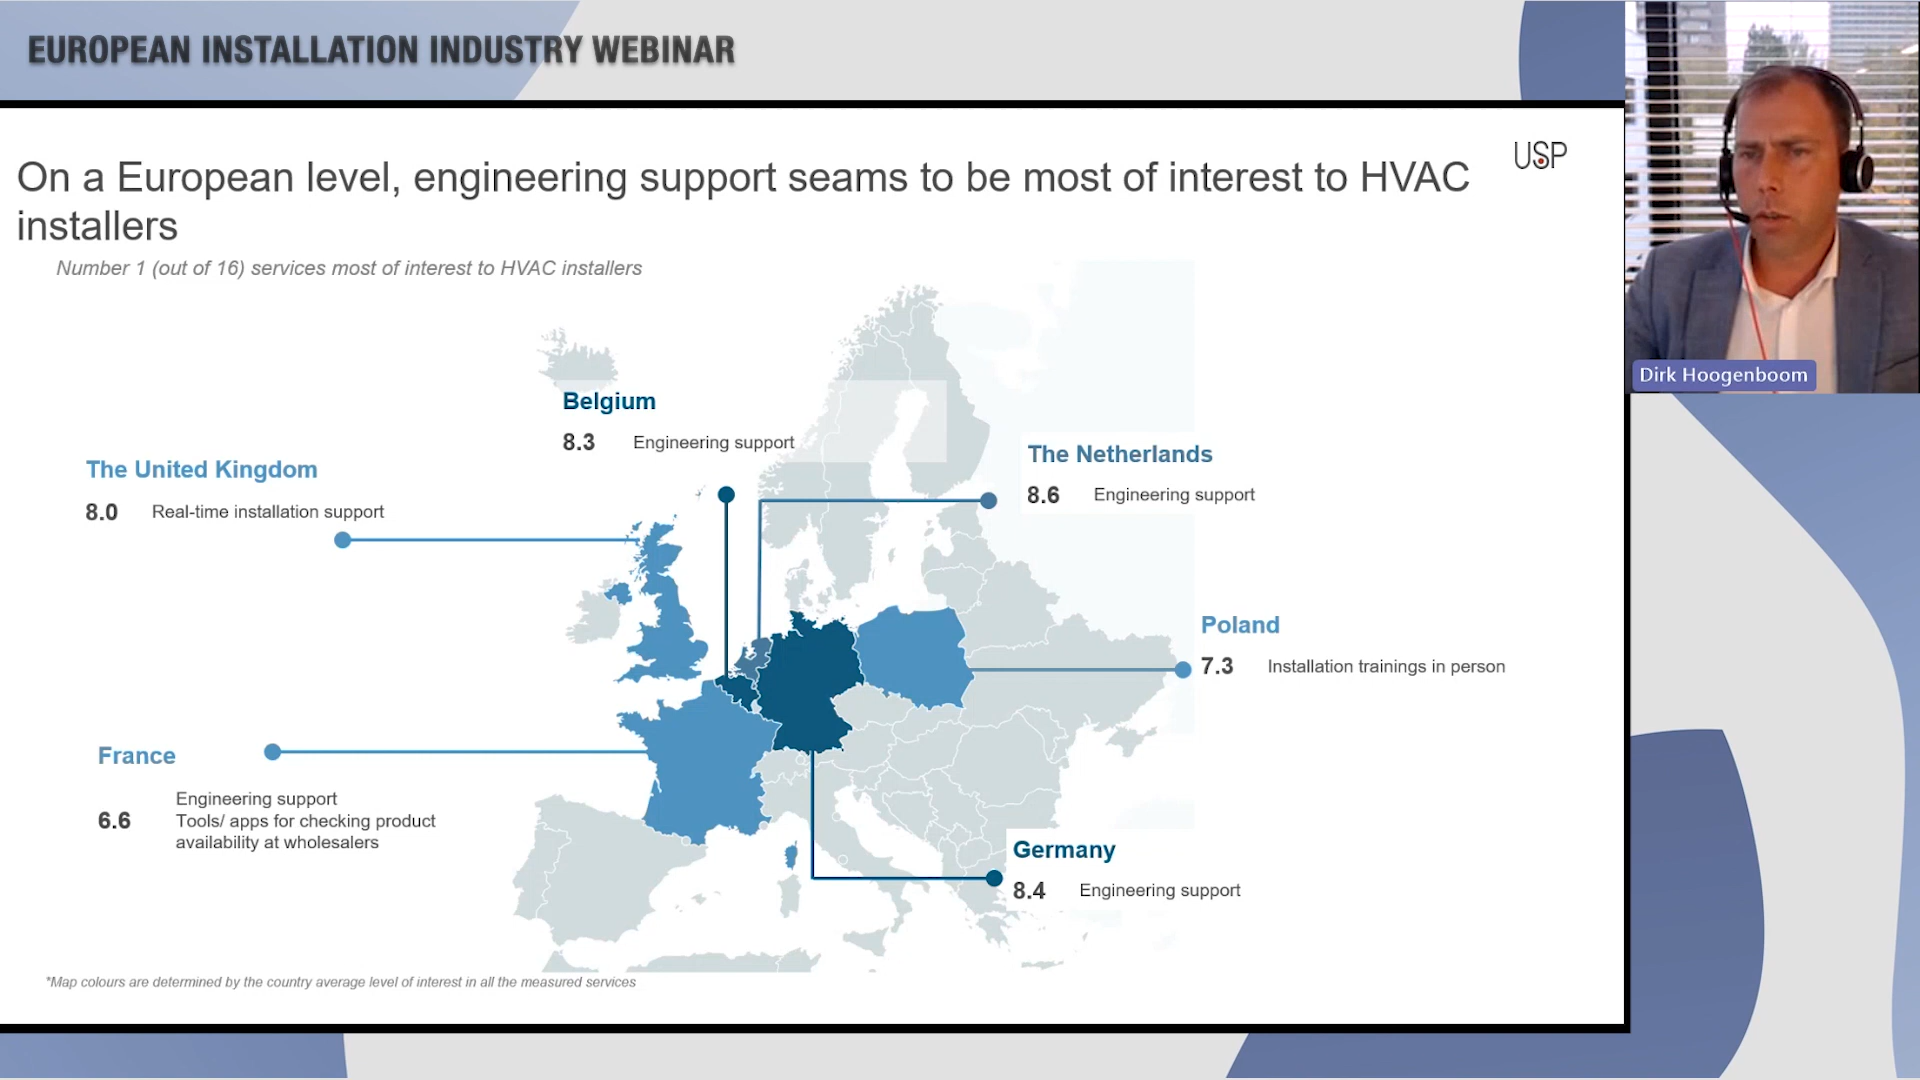 EUROPEAN INSTALLATION INDUSTRY WEBINAR
On a European level, engineering support seams to be most of interest to HVAC
installers
USP
Number 1 (out of 16) services most of interest to HVAC installers
Dirk Hoogenboom
Belgium
8.3 Engineering support
The United Kingdom
8.0 Real-time installation support
The Netherlands
8.6 Engineering support
Poland
7.3 Installation trainings in person
France
6.6 Engineering support
Tools/ apps for checking product
availability at wholesalers
Germany
8.4 Engineering support
*Map colours are determined by the country average level of interest in all the measured services